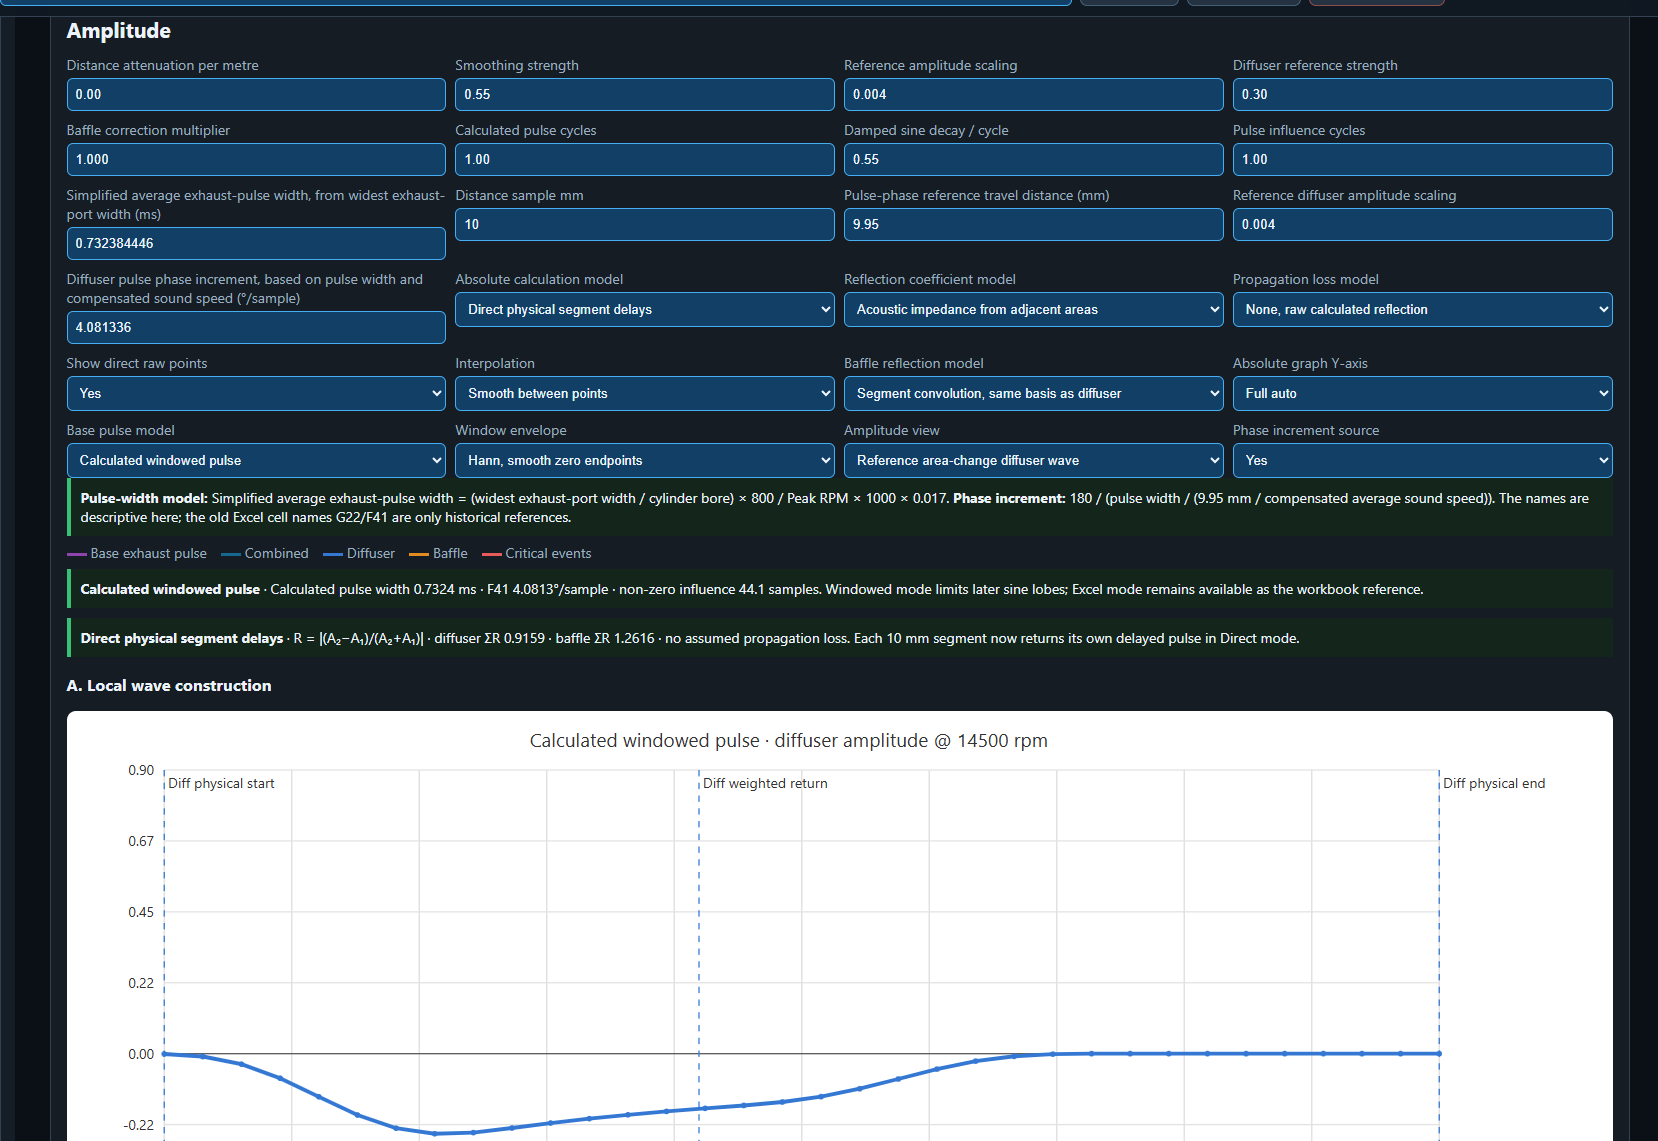 Amplitude
Distance attenuation per metre
Smoothing strength
Reference amplitude scaling
Diffuser reference strength
0.00
0.55
0.004
0.30
Baffle correction multiplier
Calculated pulse cycles
Damped sine decay / cycle
Pulse influence cycles
1.000
1.00
0.55
1.00
Simplified average exhaust-pulse width, from widest exhaust-
port width (ms)
Distance sample mm
Pulse-phase reference travel distance (mm)
Reference diffuser amplitude scaling
0.732384446
10
9.95
0.004
Diffuser pulse phase increment, based on pulse width and
compensated sound speed (°/sample)
Absolute calculation model
Reflection coefficient model
Propagation loss model
4.081336
Direct physical segment delays
Acoustic impedance from adjacent areas
None, raw calculated reflection
Show direct raw points
Interpolation
Baffle reflection model
Absolute graph Y-axis
Yes
Smooth between points
Segment convolution, same basis as diffuser
Full auto
Base pulse model
Window envelope
Amplitude view
Phase increment source
Calculated windowed pulse
Hann, smooth zero endpoints
Reference area-change diffuser wave
Yes
Pulse-width model: Simplified average exhaust-pulse width = (widest exhaust-port width / cylinder bore) × 800 / Peak RPM × 1000 × 0.017. Phase increment: 180 / (pulse width / (9.95 mm / compensated average sound speed)). The names are
descriptive here; the old Excel cell names G22/F41 are only historical references.
Base exhaust pulse
Combined
Diffuser
Baffle
Critical events
Calculated windowed pulse · Calculated pulse width 0.7324 ms · F41 4.0813°/sample · non-zero influence 44.1 samples. Windowed mode limits later sine lobes; Excel mode remains available as the workbook reference.
Direct physical segment delays · R = |(A₂−A₁)/(A₂+A₁)| · diffuser ΣR 0.9159 · baffle ΣR 1.2616 · no assumed propagation loss. Each 10 mm segment now returns its own delayed pulse in Direct mode.
A. Local wave construction
Calculated windowed pulse · diffuser amplitude @ 14500 rpm
0.90
Diff physical start
Diff weighted return
Diff physical end
0.67
0.45
0.22
0.00
-0.22